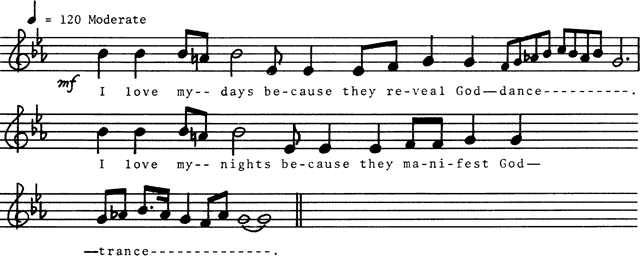 = 120 Moderate
mf
I love my-- days be-cause they re-veal God—dance----------.
I love my-- nights be-cause they ma-ni-fest God—
—trance--------------.